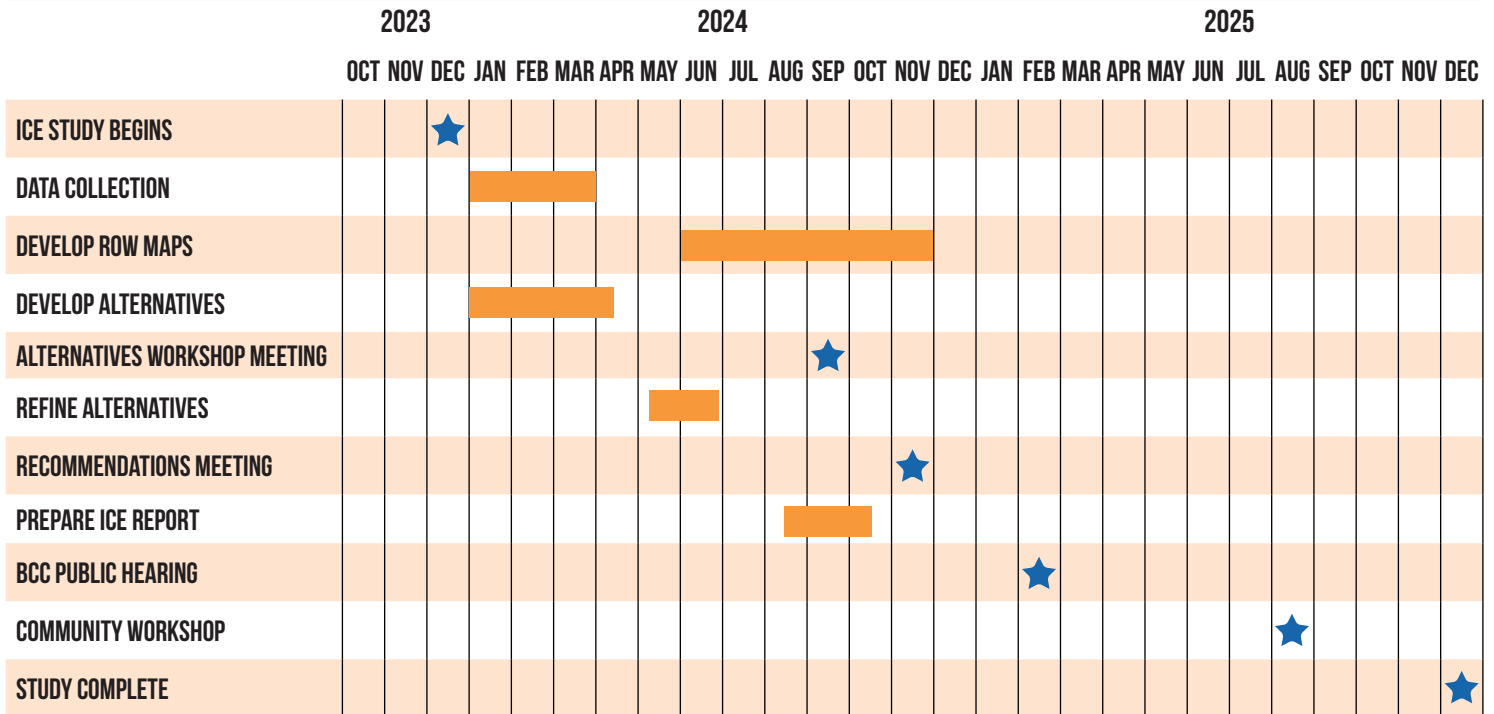 2023 2024 2025
OCT NOV DEC JAN FEB MAR APR MAY JUN JUL AUG SEP OCT NOV DEC JAN FEB MAR APR MAY JUN JUL AUG SEP OCT NOV DEC
ICE STUDY BEGINS
DATA COLLECTION
DEVELOP ROW MAPS
DEVELOP ALTERNATIVES
ALTERNATIVES WORKSHOP MEETING
REFINE ALTERNATIVES
RECOMMENDATIONS MEETING
PREPARE ICE REPORT
BCC PUBLIC HEARING
COMMUNITY WORKSHOP
STUDY COMPLETE